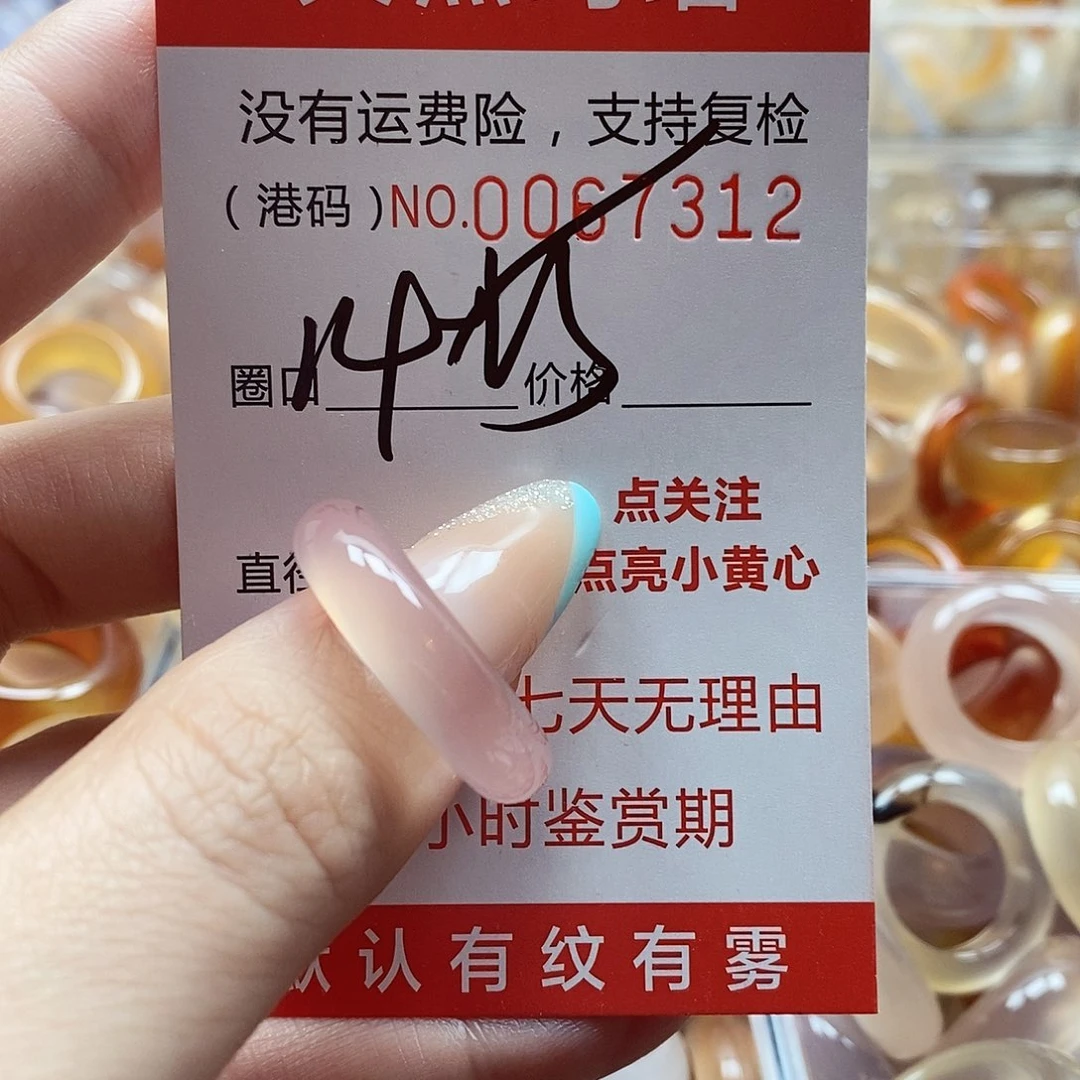 没有运费险，支持复检
（港码）NO.0067312
圈口 14 价格
点关注
直径 点亮小黄心
七天无理由
小时鉴赏期
默认有纹有雾